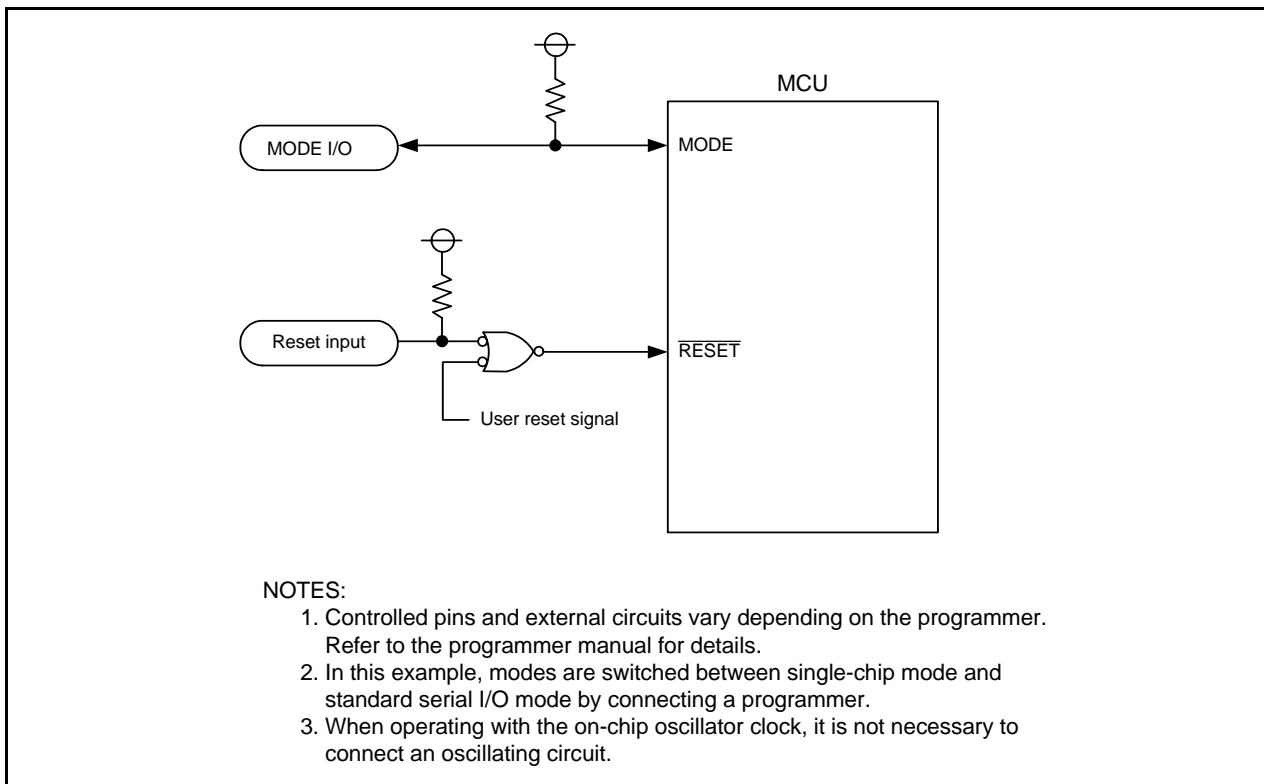 MCU
MODE I/O
MODE
Reset input
RESET
User reset signal
NOTES:
1. Controlled pins and external circuits vary depending on the programmer.
Refer to the programmer manual for details.
2. In this example, modes are switched between single-chip mode and
standard serial I/O mode by connecting a programmer.
3. When operating with the on-chip oscillator clock, it is not necessary to
connect an oscillating circuit.